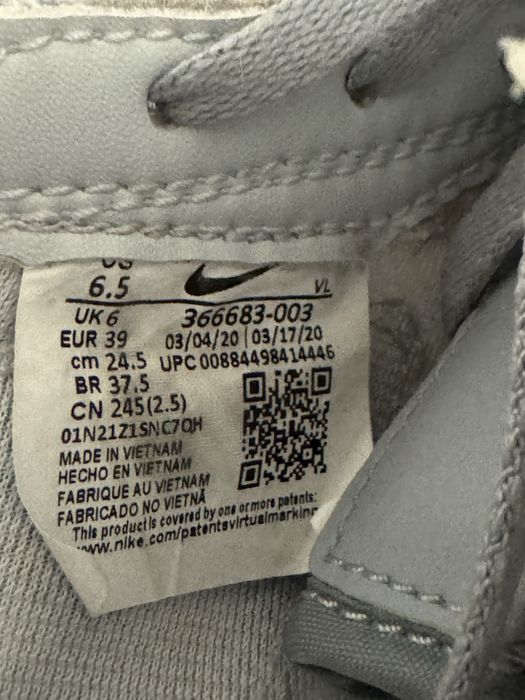 US
6.5 VL
UK 6 366683-003
EUR 39 03/04/20 | 03/17/20
cm 24.5 UPC 00884498414446
BR 37.5
CN 245(2.5)
01N21Z1SNC7QH
MADE IN VIETNAM
HECHO EN VIETNAM
FABRIQUE AU VIETNAM
FABRICADO NO VIETNÃ
This product is covered by one or more patents:
www.nike.com/patentsvirtualmarking